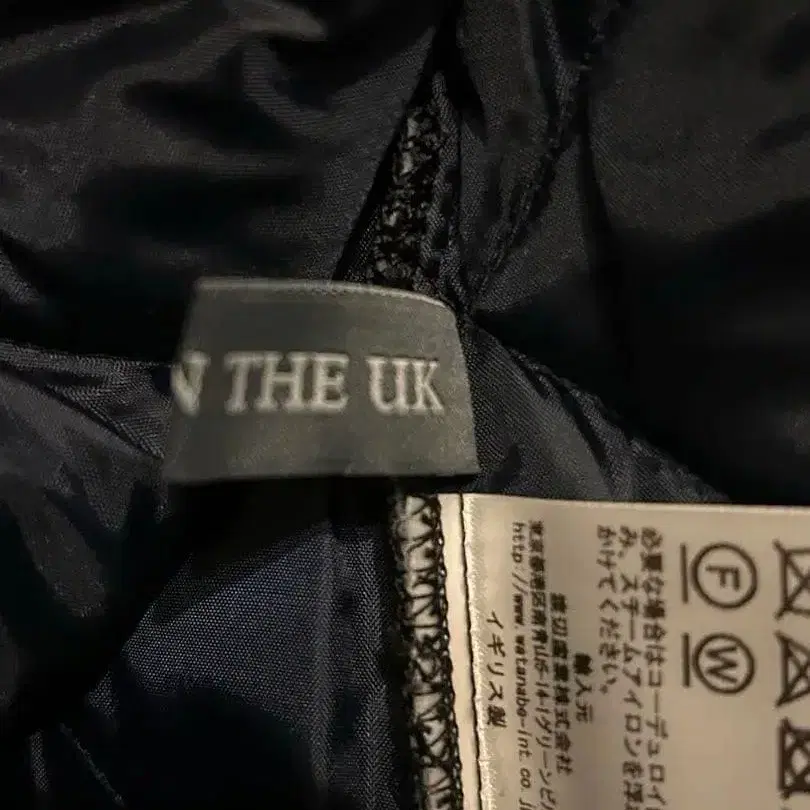 N THE UK
必要な場合はコーデュロイ
み、スチームアイロンを浮
かけてください。
F
W
輸入元
渡辺産業株式会社
東京都港区南青山6-14-1グリーンビル
http://www.watanabe-int.co.j
イギリス製